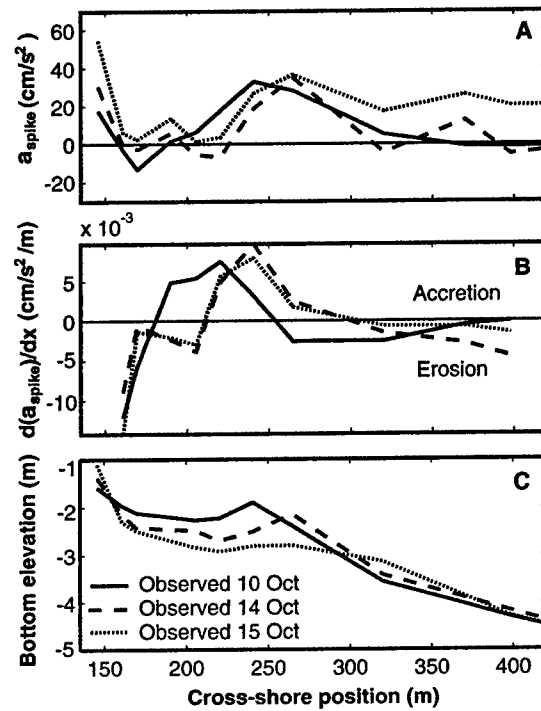 A
a_spike (cm/s²)
60
40
20
0
-20
x 10⁻³
B
d(a_spike)/dx (cm/s²/m)
5
0
-5
-10
Accretion
Erosion
C
Bottom elevation (m)
-1
-2
-3
-4
-5
Observed 10 Oct
Observed 14 Oct
Observed 15 Oct
150 200 250 300 350 400
Cross-shore position (m)